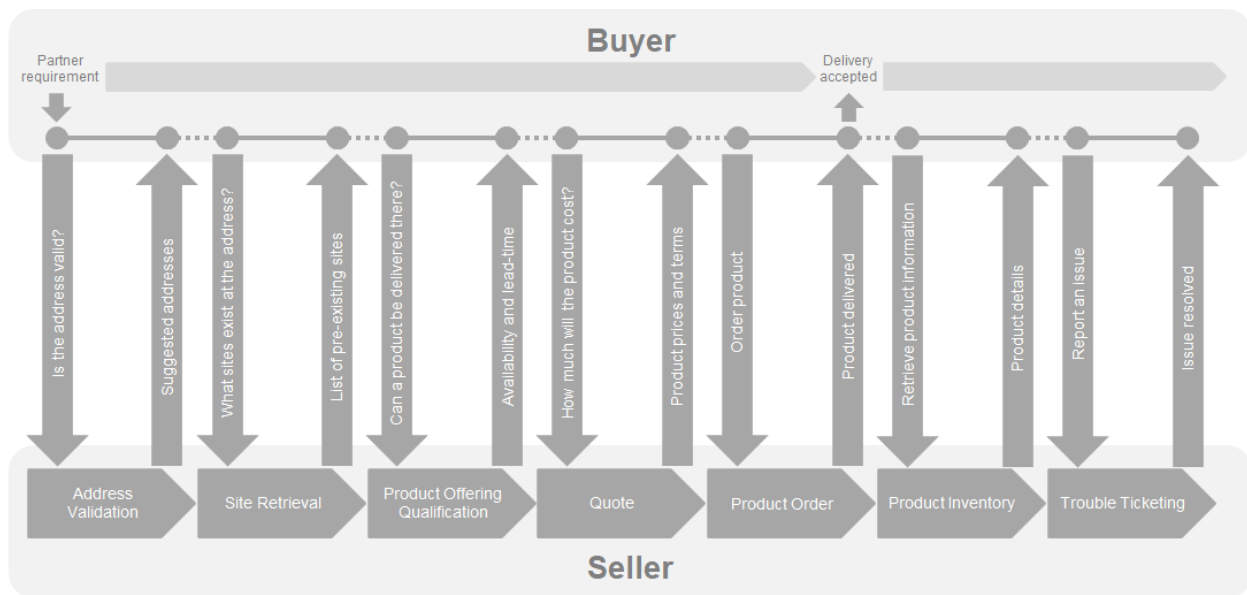 Buyer
Partner
requirement
Delivery
accepted
Is the address valid?
Suggested addresses
What sites exist at the address?
List of pre-existing sites
Can a product be delivered there?
Availability and lead-time
How much will the product cost?
Product prices and terms
Order product
Product delivered
Retrieve product information
Product details
Report an issue
Issue resolved
Address
Validation
Site Retrieval
Product Offering
Qualification
Quote
Product Order
Product Inventory
Trouble Ticketing
Seller